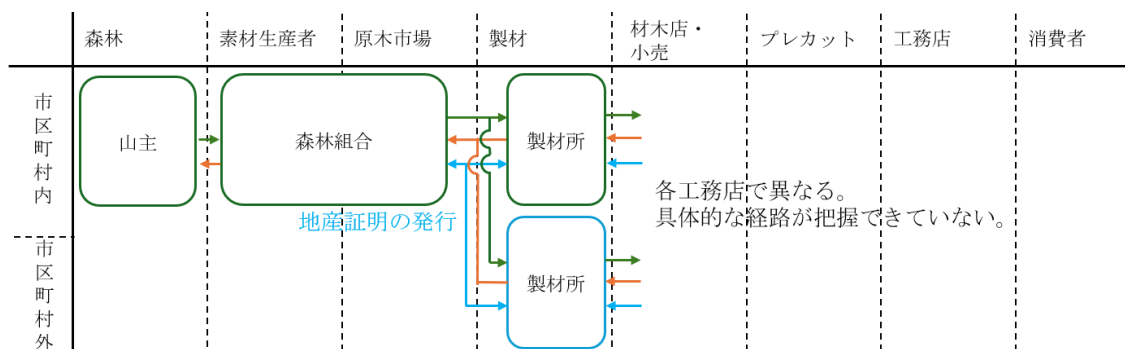 森林
素材生産者
原木市場
製材
材木店・
小売
プレカット
工務店
消費者
市区町村内
山主
森林組合
製材所
地産証明の発行
各工務店で異なる。
具体的な経路が把握できていない。
市区町村外
製材所